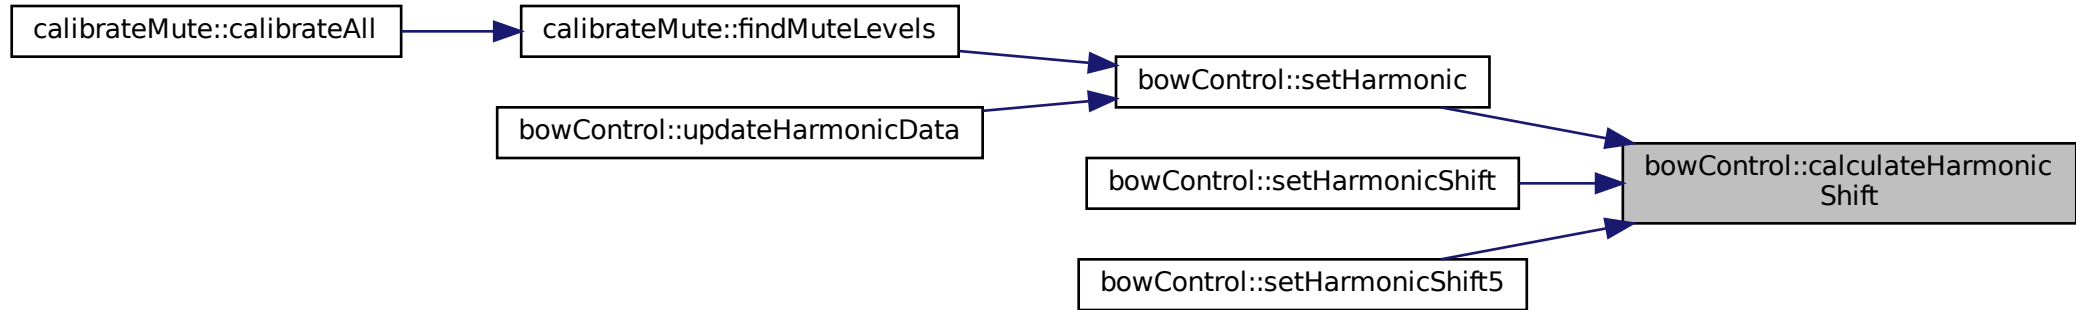 calibrateMute::calibrateAll
calibrateMute::findMuteLevels
bowControl::setHarmonic
bowControl::updateHarmonicData
bowControl::setHarmonicShift
bowControl::calculateHarmonic
Shift
bowControl::setHarmonicShift5